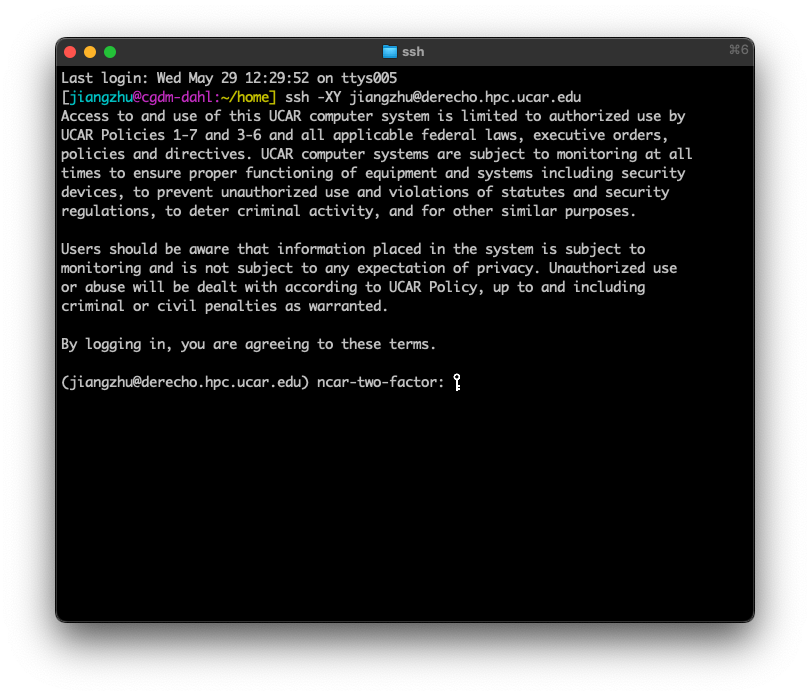 ssh
⌘6
Last login: Wed May 29 12:29:52 on ttys005
[jiangzhu@cgdm-dahl:~/home] ssh -XY jiangzhu@derecho.hpc.ucar.edu
Access to and use of this UCAR computer system is limited to authorized use by
UCAR Policies 1-7 and 3-6 and all applicable federal laws, executive orders,
policies and directives. UCAR computer systems are subject to monitoring at all
times to ensure proper functioning of equipment and systems including security
devices, to prevent unauthorized use and violations of statutes and security
regulations, to deter criminal activity, and for other similar purposes.
Users should be aware that information placed in the system is subject to
monitoring and is not subject to any expectation of privacy. Unauthorized use
or abuse will be dealt with according to UCAR Policy, up to and including
criminal or civil penalties as warranted.
By logging in, you are agreeing to these terms.
(jiangzhu@derecho.hpc.ucar.edu) ncar-two-factor: